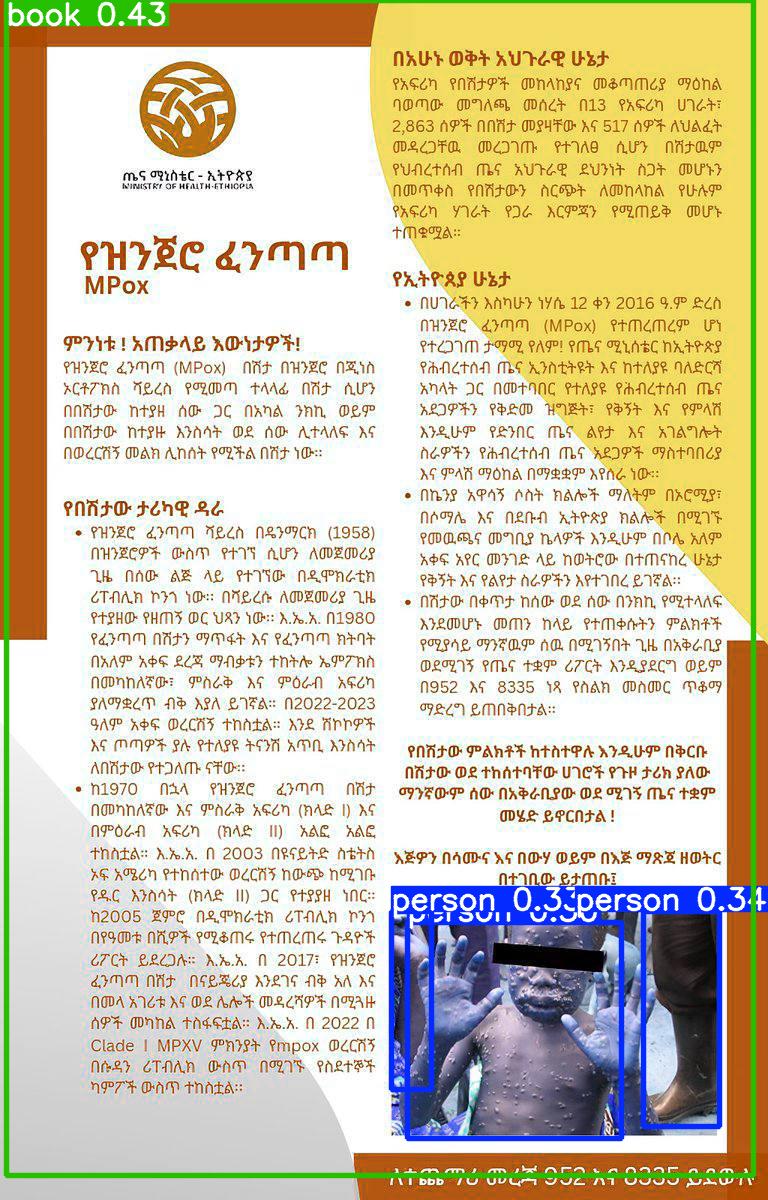 book 0.43
ጤና ሚኒስቴር - ኢትዮጵያ
MINISTRY OF HEALTH-ETHIOPIA
የዝንጀሮ ፈንጣጣ
MPox
ምንነቱ ! አጠቃላይ እውነታዎች!
የዝንጀሮ ፈንጣጣ (MPox) በሽታ በዝንጀሮ በጂነስ
ኦርቶፖክስ ቫይረስ የሚመጣ ተላላፊ በሽታ ሲሆን
በበሽታው ከተያዘ ሰው ጋር በአካል ንክኪ ወይም
በበሽታው ከተያዙ እንስሳት ወደ ሰው ሊተላለፍ እና
በወረርሽኝ መልክ ሊከሰት የሚችል በሽታ ነው።
የበሽታው ታሪካዊ ዳራ
• የዝንጀሮ ፈንጣጣ ቫይረስ በዴንማርክ (1958)
በዝንጀሮዎች ውስጥ የተገኘ ሲሆን ለመጀመሪያ
ጊዜ በሰው ልጅ ላይ የተገኘው በዲሞክራቲክ
ሪፐብሊክ ኮንጎ ነው። በቫይረሱ ለመጀመሪያ ጊዜ
የተያዘው የዘጠኝ ወር ህጻን ነው። እ.ኤ.አ. በ1980
የፈንጣጣ በሽታን ማጥፋት እና የፈንጣጣ ክትባት
በአለም አቀፍ ደረጃ ማብቃቱን ተከትሎ ኤምፖክስ
በመካከለኛው፣ ምስራቅ እና ምዕራብ አፍሪካ
ያለማቋረጥ ብቅ እያለ ይገኛል። በ2022-2023
ዓለም አቀፍ ወረርሽኝ ተከስቷል። እንደ ሽኮኮዎች
እና ጦጣዎች ያሉ የተለያዩ ትናንሽ አጥቢ እንስሳት
ለበሽታው የተጋለጡ ናቸው።
• ከ1970 በኋላ የዝንጀሮ ፈንጣጣ በሽታ
በመካከለኛው እና ምስራቅ አፍሪካ (ክላድ I) እና
በምዕራብ አፍሪካ (ክላድ II) አልፎ አልፎ
ተከስቷል። እ.ኤ.አ. በ 2003 በዩናይትድ ስቴትስ
ኦፍ አሜሪካ የተከሰተው ወረርሽኝ ከውጭ ከሚገቡ
የዱር እንስሳት (ክላድ II) ጋር የተያያዘ ነበር።
ከ2005 ጀምሮ በዲሞክራቲክ ሪፐብሊክ ኮንጎ
በየዓመቱ በሺዎች የሚቆጠሩ የተጠረጠሩ ጉዳዮች
ሪፖርት ይደረጋሉ። እ.ኤ.አ. በ 2017፣ የዝንጀሮ
ፈንጣጣ በሽታ በናይጄሪያ እንደገና ብቅ አለ እና
በመላ አገሪቱ እና ወደ ሌሎች መዳረሻዎች በሚጓዙ
ሰዎች መካከል ተስፋፍቷል። እ.ኤ.አ. በ 2022 በ
Clade I MPXV ምክንያት የmpox ወረርሽኝ
በሱዳን ሪፐብሊክ ውስጥ በሚገኙ የስደተኞች
ካምፖች ውስጥ ተከስቷል።
በአሁኑ ወቅት አህጉራዊ ሁኔታ
የአፍሪካ የበሽታዎች መከላከያና መቆጣጠሪያ ማዕከል
ባወጣው መግለጫ መሰረት በ13 የአፍሪካ ሀገራት፣
2,863 ሰዎች በበሽታ መያዛቸው እና 517 ሰዎች ለህልፈት
መዳረጋቸዉ መረጋገጡ የተገለፀ ሲሆን በሽታዉም
የህብረተሰብ ጤና አህጉራዊ ደህንነት ስጋት መሆኑን
በመጥቀስ የበሽታውን ስርጭት ለመከላከል የሁሉም
የአፍሪካ ሃገራት የጋራ እርምጃን የሚጠይቅ መሆኑ
ተጠቁሟል።
የኢትዮጵያ ሁኔታ
• በሀገራችን እስካሁን ነሃሴ 12 ቀን 2016 ዓ.ም ድረስ
በዝንጀሮ ፈንጣጣ (MPox) የተጠረጠረም ሆነ
የተረጋገጠ ታማሚ የለም! የጤና ሚኒሰቴር ከኢትዮጵያ
የሕብረተሰብ ጤና ኢንስቲትዩት እና ከተለያዩ ባለድርሻ
አካላት ጋር በመተባበር የተለያዩ የሕብረተሰብ ጤና
አደጋዎችን የቅድመ ዝግጅት፣ የቅኝት እና የምላሽ
እንዲሁም የድንበር ጤና ልየታ እና አገልግሎት
ስራዎችን የሕብረተሰብ ጤና አደጋዎች ማስተባበሪያ
እና ምላሽ ማዕከል በማቋቋም እየሰራ ነው።
• በኬንያ አዋሳኝ ሶስት ክልሎች ማለትም በኦሮሚያ፣
በሶማሌ እና በደቡብ ኢትዮጵያ ክልሎች በሚገኙ
የመዉጫና መግቢያ ኬላዎች እንዲሁም በቦሌ አለም
አቀፍ አየር መንገድ ላይ ከወትሮው በተጠናከረ ሁኔታ
የቅኝት እና የልየታ ስራዎችን እየተገበረ ይገኛል።
• በሽታው በቀጥታ ከሰው ወደ ሰው በንክኪ የሚተላለፍ
እንደመሆኑ መጠን ከላይ የተጠቀሱትን ምልክቶች
የሚያሳይ ማንኛዉም ሰዉ በሚገኝበት ጊዜ በአቅራቢያ
ወደሚገኝ የጤና ተቋም ሪፖርት እንዲያደርግ ወይም
በ952 እና 8335 ነጻ የስልክ መስመር ጥቆማ
ማድረግ ይጠበቅበታል።
የበሽታው ምልክቶች ከተስተዋሉ እንዲሁም በቅርቡ
በሽታው ወደ ተከሰተባቸው ሀገሮች የጉዞ ታሪክ ያለው
ማንኛውም ሰው በአቅራቢያው ወደ ሚገኝ ጤና ተቋም
መሄድ ይኖርበታል !
እጅዎን በሳሙና እና በውሃ ወይም በእጅ ማጽጃ ዘወትር
በተገቢው ይታጠቡ፤
person 0.34
ለተጨማሪ መረጃ 952 እና 8335 ይደውሉ